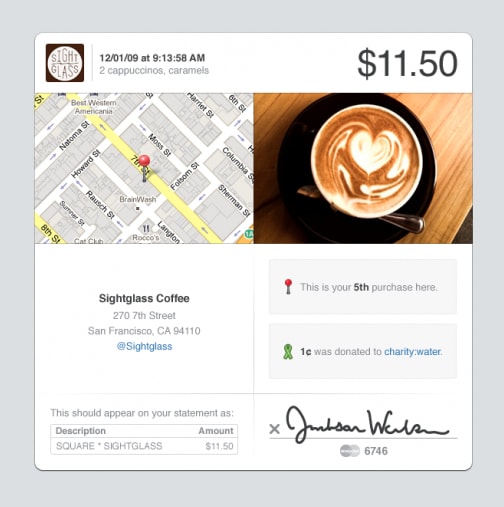 SIGHT
GLASS
12/01/09 at 9:13:58 AM
2 cappuccinos, caramels
$11.50
Best Western
Americania
Harriet St
6th St
Natoma St
Moss St
Howard St
7th St
Columbia St
Folsom St
Sherman St
Rausch St
BrainWash
Sumner St
Langton
8th St
Cat Club
Rocco's
Sightglass Coffee
270 7th Street
San Francisco, CA 94110
@Sightglass
This is your 5th purchase here.
1¢ was donated to charity:water.
This should appear on your statement as:
Description Amount
SQUARE * SIGHTGLASS $11.50
×
6746